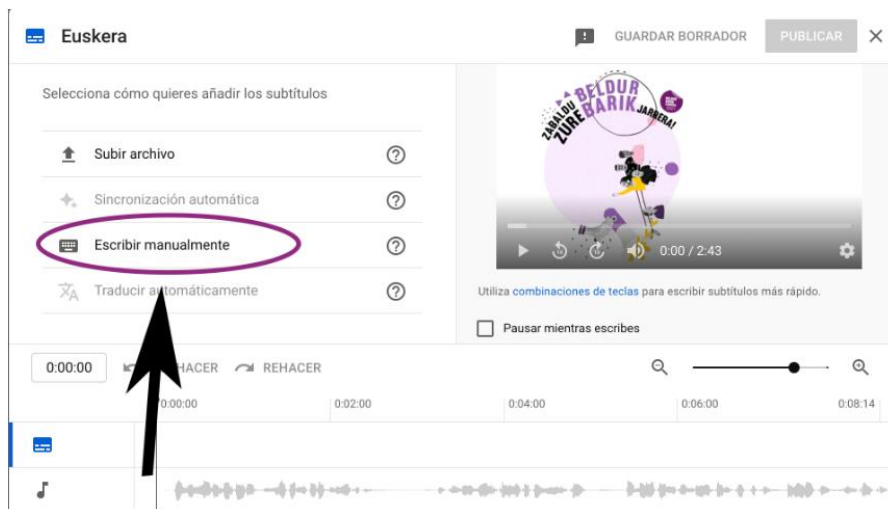 Euskera
GUARDAR BORRADOR
PUBLICAR
Selecciona cómo quieres añadir los subtítulos
Subir archivo
Sincronización automática
Escribir manualmente
Traducir automáticamente
ZABALDU
ZURE
BELDUR
BARIK
JARRERA!
0:00 / 2:43
Utiliza combinaciones de teclas para escribir subtítulos más rápido.
Pausar mientras escribes
0:00:00
HACER
REHACER
0:00:00
0:02:00
0:04:00
0:06:00
0:08:14